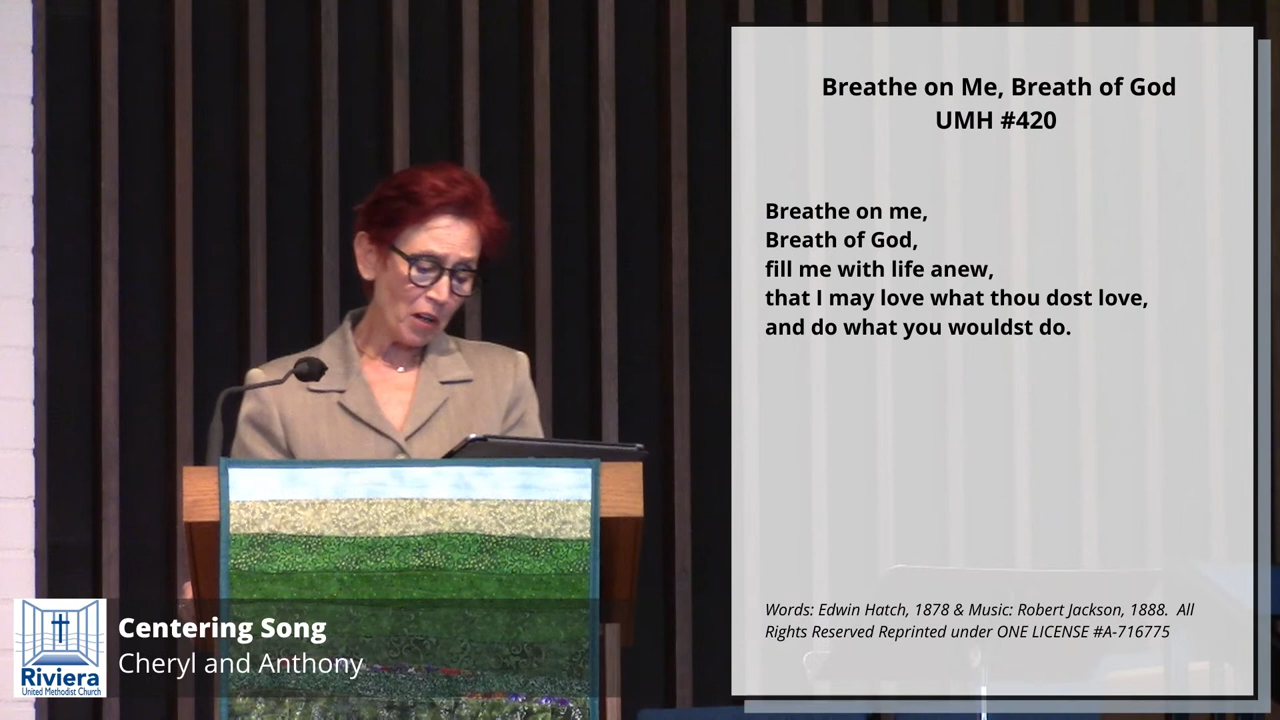 Breathe on Me, Breath of God
UMH #420
Breathe on me,
Breath of God,
fill me with life anew,
that I may love what thou dost love,
and do what you wouldst do.
Words: Edwin Hatch, 1878 & Music: Robert Jackson, 1888. All
Rights Reserved Reprinted under ONE LICENSE #A-716775
Centering Song
Cheryl and Anthony
Riviera
United Methodist Church